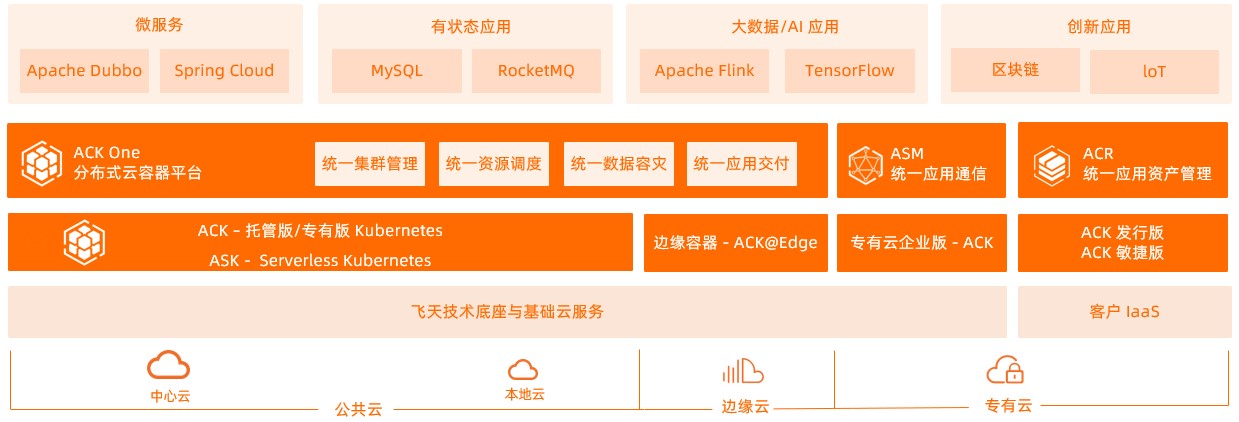 微服务
Apache Dubbo
Spring Cloud
有状态应用
MySQL
RocketMQ
大数据/AI 应用
Apache Flink
TensorFlow
创新应用
区块链
loT
ACK One
分布式云容器平台
统一集群管理
统一资源调度
统一数据容灾
统一应用交付
ASM
统一应用通信
ACR
统一应用资产管理
ACK – 托管版/专有版 Kubernetes
ASK - Serverless Kubernetes
边缘容器 - ACK@Edge
专有云企业版 - ACK
ACK 发行版
ACK 敏捷版
飞天技术底座与基础云服务
客户 IaaS
中心云
本地云
公共云
边缘云
专有云